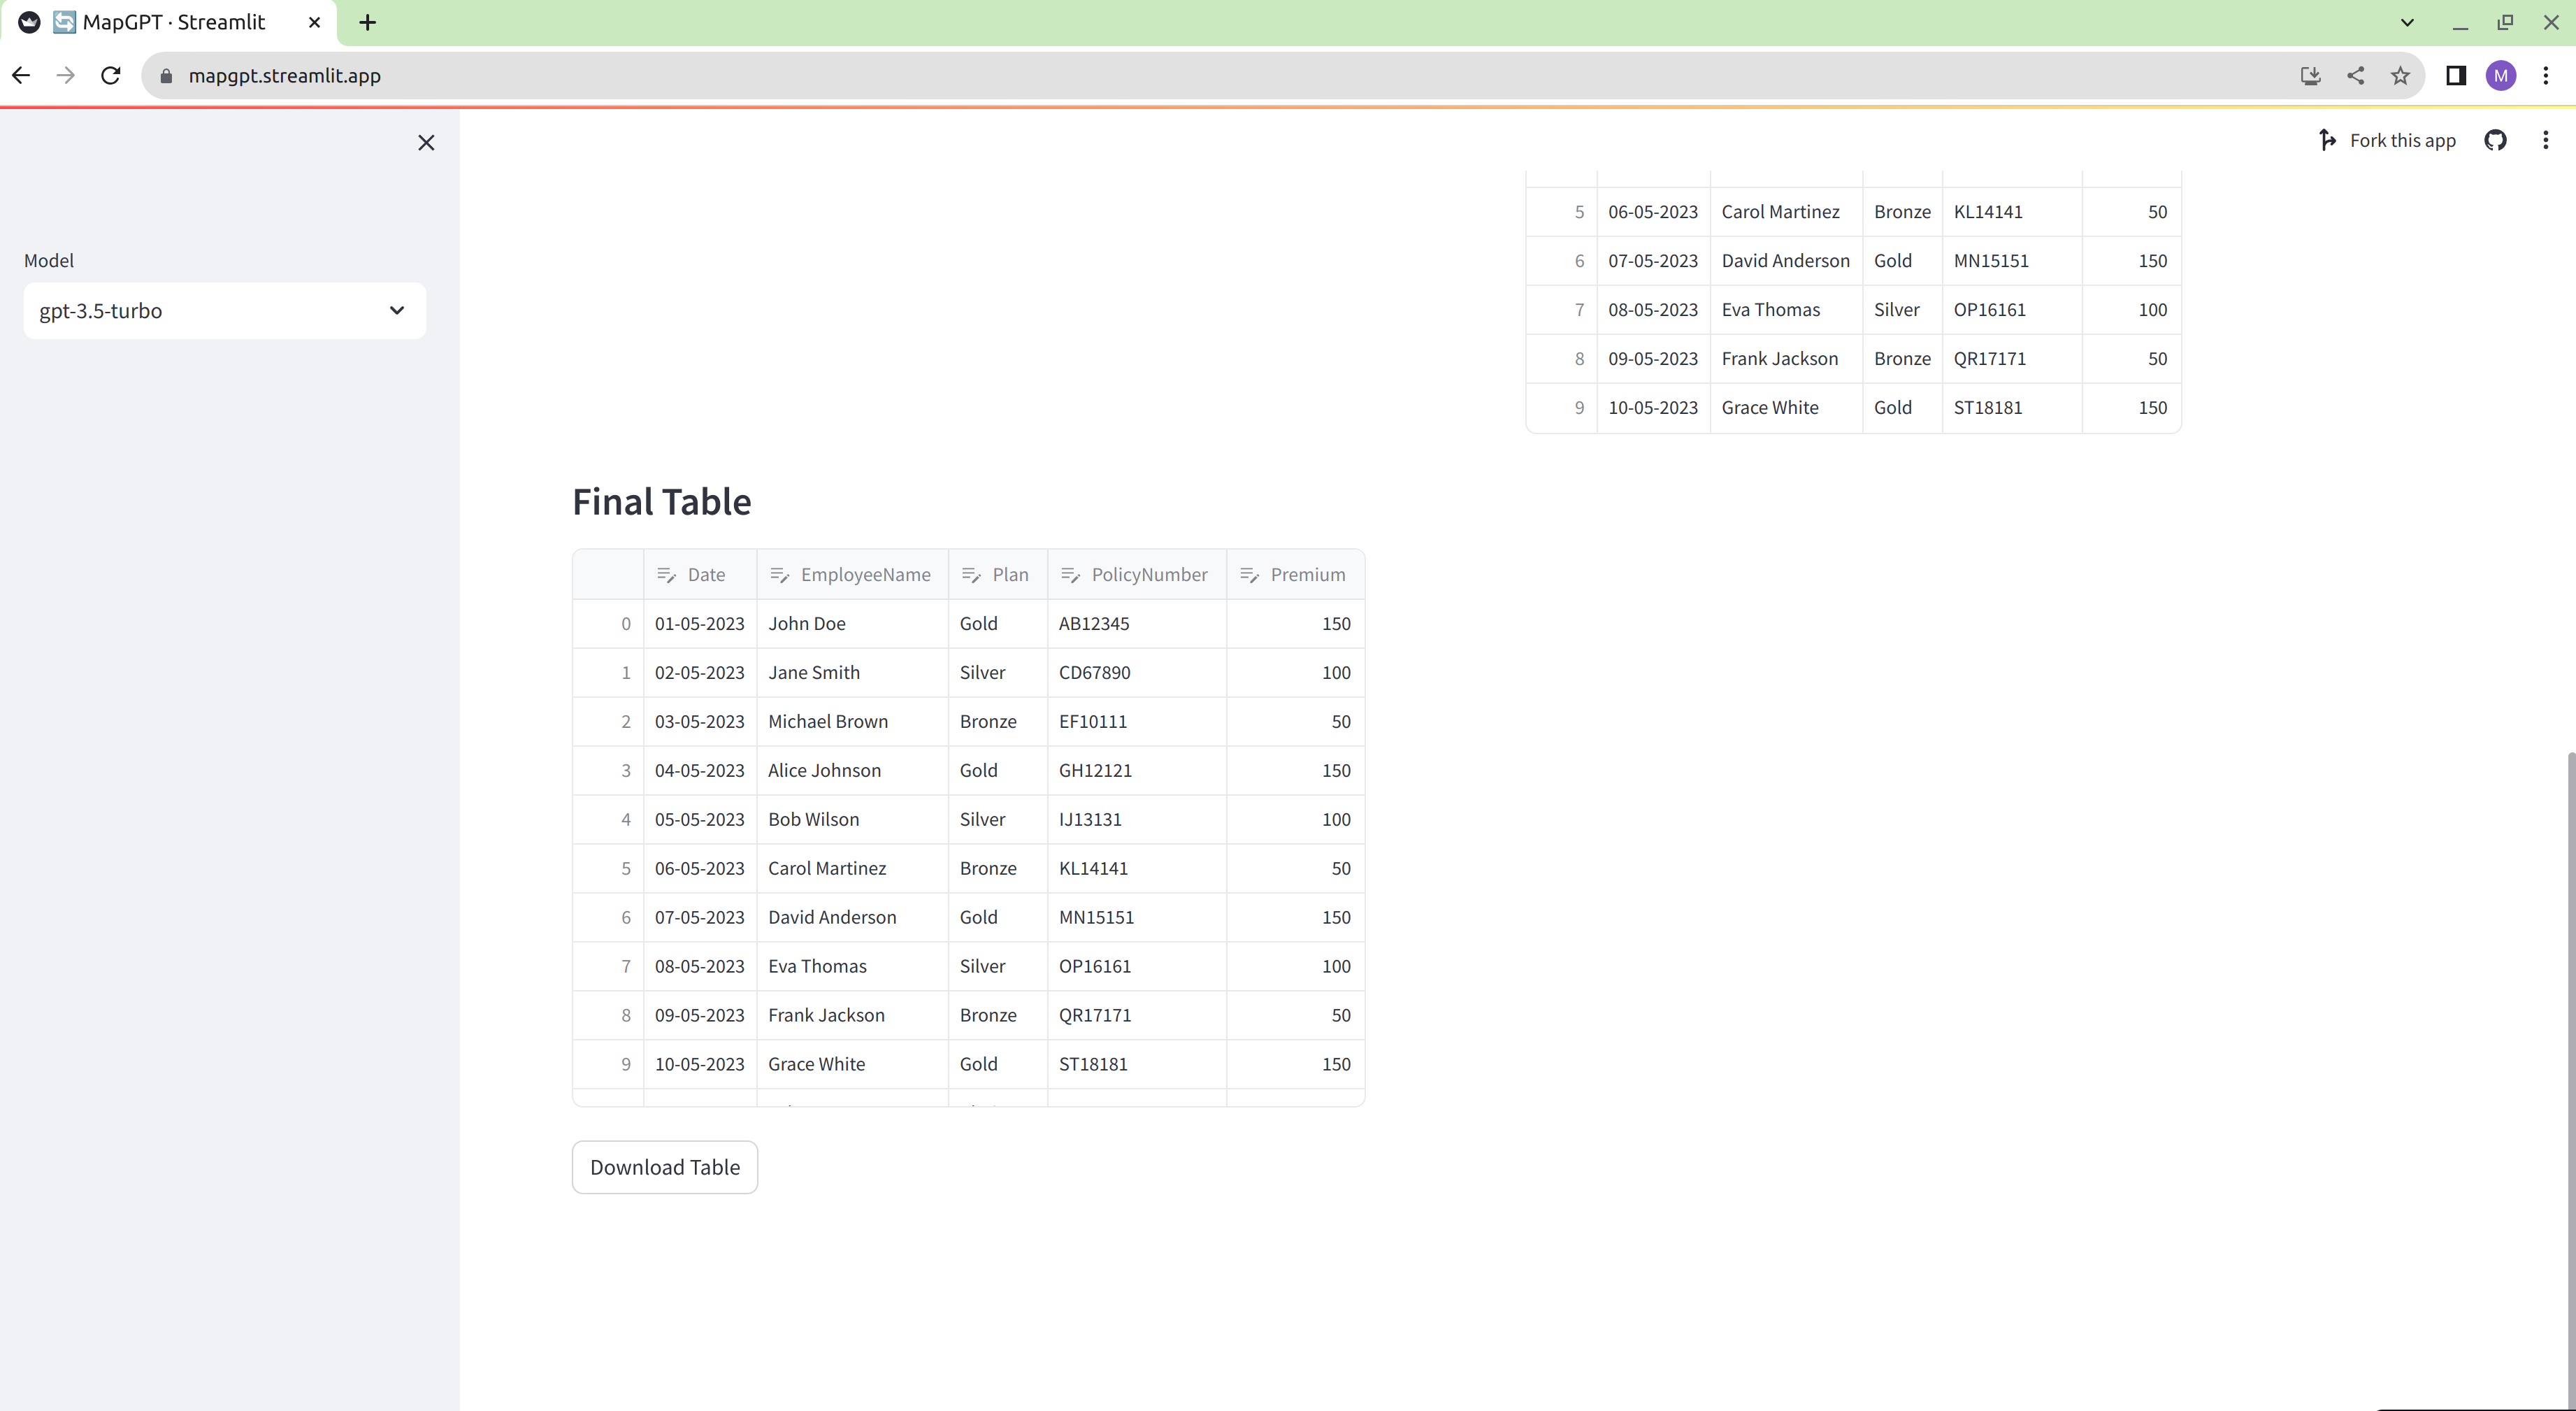 MapGPT · Streamlit
mapgpt.streamlit.app
M
Fork this app
Model
gpt-3.5-turbo
5 06-05-2023 Carol Martinez Bronze KL14141 50
6 07-05-2023 David Anderson Gold MN15151 150
7 08-05-2023 Eva Thomas Silver OP16161 100
8 09-05-2023 Frank Jackson Bronze QR17171 50
9 10-05-2023 Grace White Gold ST18181 150
Final Table
Date EmployeeName Plan PolicyNumber Premium
0 01-05-2023 John Doe Gold AB12345 150
1 02-05-2023 Jane Smith Silver CD67890 100
2 03-05-2023 Michael Brown Bronze EF10111 50
3 04-05-2023 Alice Johnson Gold GH12121 150
4 05-05-2023 Bob Wilson Silver IJ13131 100
5 06-05-2023 Carol Martinez Bronze KL14141 50
6 07-05-2023 David Anderson Gold MN15151 150
7 08-05-2023 Eva Thomas Silver OP16161 100
8 09-05-2023 Frank Jackson Bronze QR17171 50
9 10-05-2023 Grace White Gold ST18181 150
Download Table